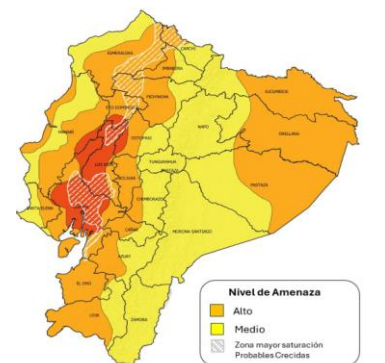 ESMERALDAS
CARCHI
IMBABURA
SUCUMBIOS
PICHINCHA
STO DOMINGO
ORELLANA
NAPO
MANABI
COTOPAXI
LOS RIOS
TUNGURAHUA
PASTAZA
BOLIVAR
CHIMBORAZO
SANTA ELENA
MORONA SANTIAGO
CAÑAR
AZUAY
EL ORO
LOJA
ZAMORA
Nivel de Amenaza
Alto
Medio
Zona mayor saturación
Probables Crecidas